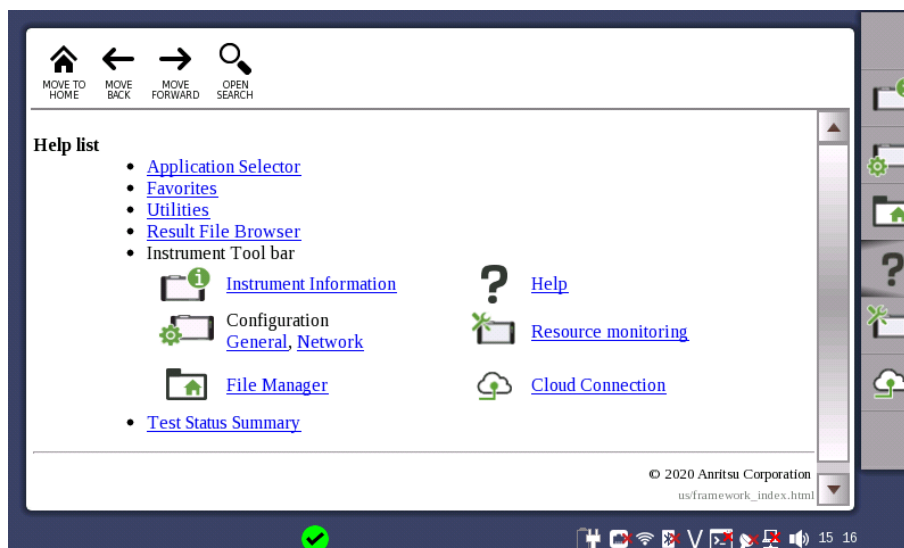 MOVE TO HOME
MOVE BACK
MOVE FORWARD
OPEN SEARCH
Help list
Application Selector
Favorites
Utilities
Result File Browser
Instrument Tool bar
Instrument Information
Help
Configuration
General, Network
Resource monitoring
File Manager
Cloud Connection
Test Status Summary
© 2020 Anritsu Corporation
us/framework_index.html
15 16